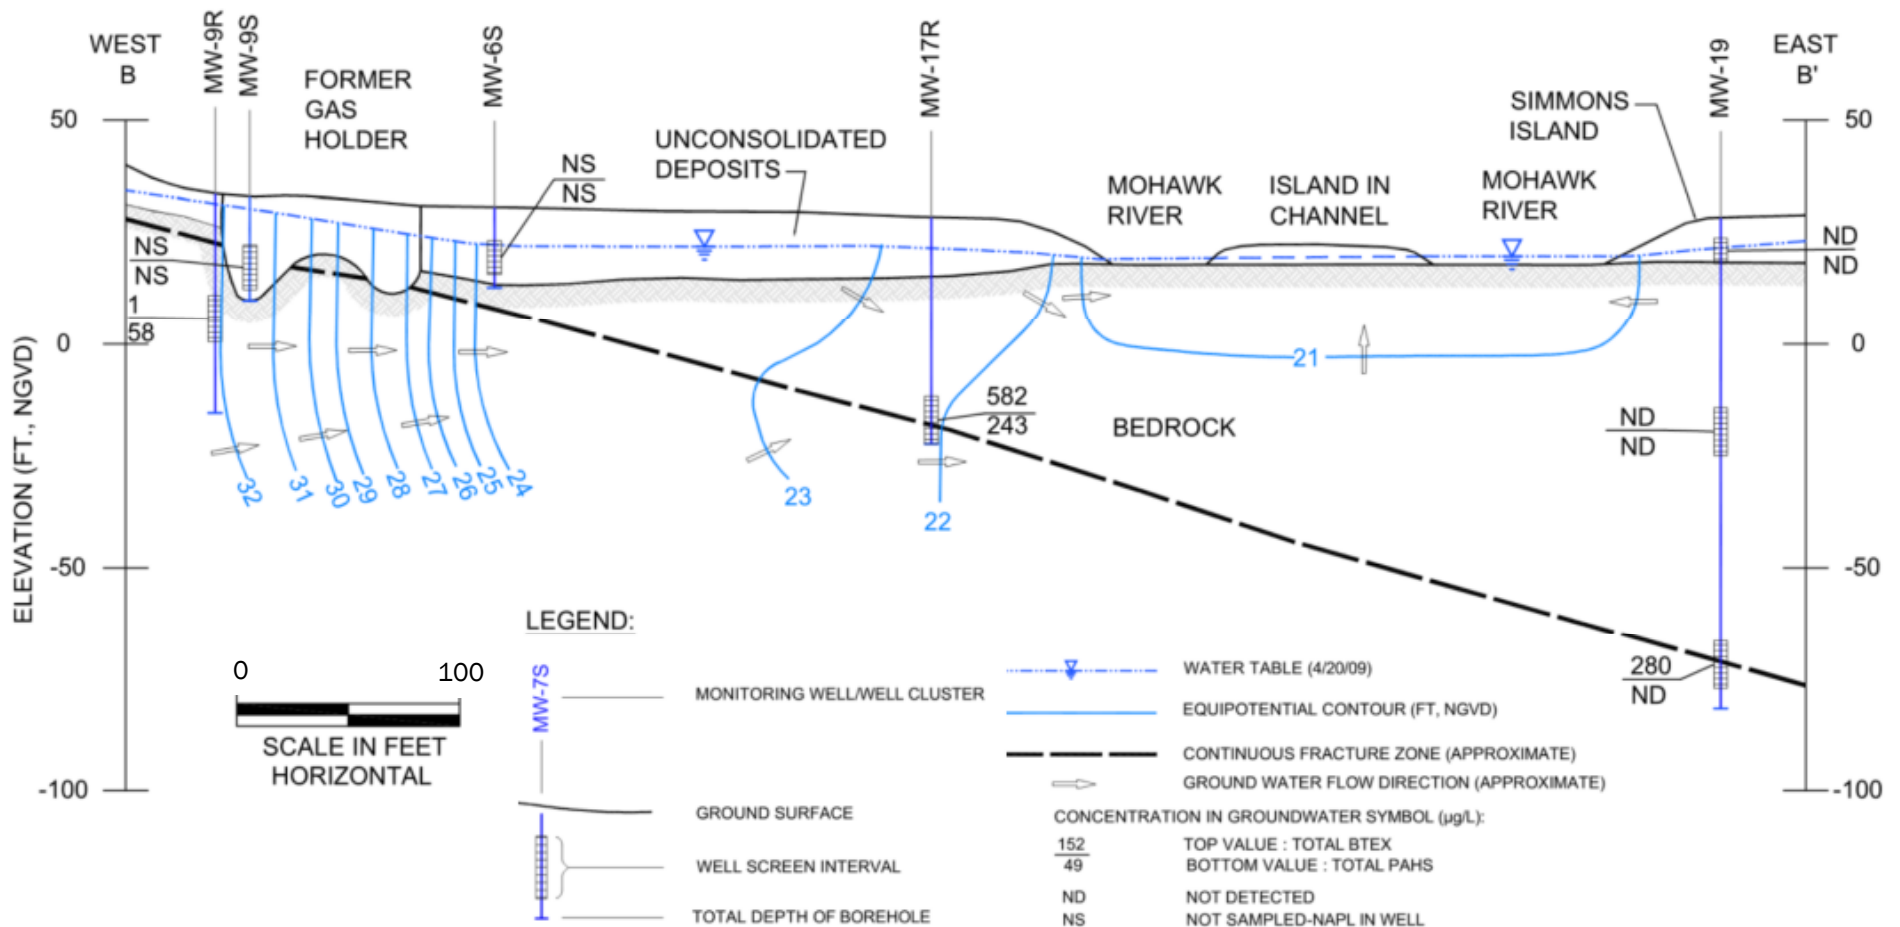 WEST
B
MW-9R
MW-9S
FORMER
GAS
HOLDER
MW-6S
MW-17R
MW-19
EAST
B'
50
50
SIMMONS
ISLAND
UNCONSOLIDATED
DEPOSITS
NS
NS
MOHAWK
RIVER
ISLAND IN
CHANNEL
MOHAWK
RIVER
ND
ND
NS
NS
1
58
0
0
21
582
243
BEDROCK
ND
ND
32
31
30
29
28
27
26
25
24
23
22
ELEVATION (FT., NGVD)
-50
-50
280
ND
-100
-100
0
100
SCALE IN FEET
HORIZONTAL
LEGEND:
MW-7S
MONITORING WELL/WELL CLUSTER
GROUND SURFACE
WELL SCREEN INTERVAL
TOTAL DEPTH OF BOREHOLE
WATER TABLE (4/20/09)
EQUIPOTENTIAL CONTOUR (FT, NGVD)
CONTINUOUS FRACTURE ZONE (APPROXIMATE)
GROUND WATER FLOW DIRECTION (APPROXIMATE)
CONCENTRATION IN GROUNDWATER SYMBOL (µg/L):
152 TOP VALUE : TOTAL BTEX
49 BOTTOM VALUE : TOTAL PAHS
ND NOT DETECTED
NS NOT SAMPLED-NAPL IN WELL